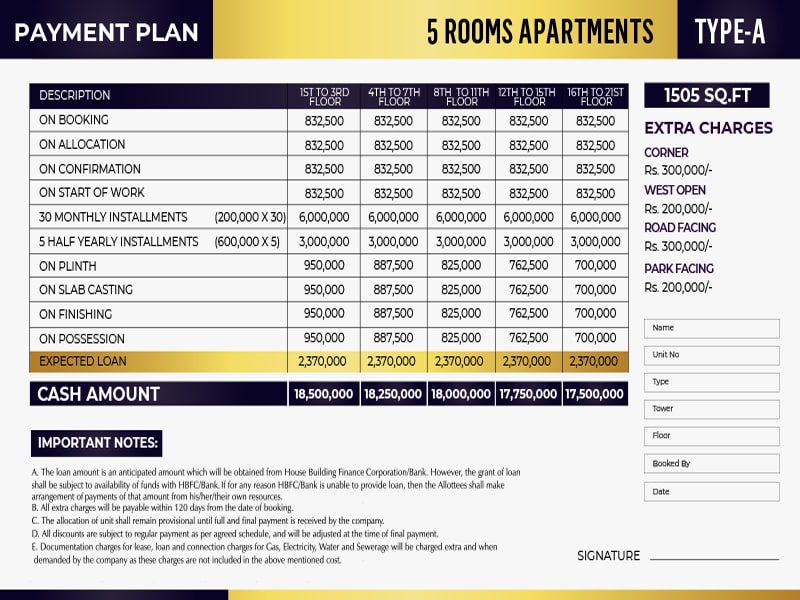 PAYMENT PLAN
5 ROOMS APARTMENTS
TYPE-A
DESCRIPTION 1ST TO 3RD FLOOR 4TH TO 7TH FLOOR 8TH TO 11TH FLOOR 12TH TO 15TH FLOOR 16TH TO 21ST FLOOR
ON BOOKING 832,500 832,500 832,500 832,500 832,500
ON ALLOCATION 832,500 832,500 832,500 832,500 832,500
ON CONFIRMATION 832,500 832,500 832,500 832,500 832,500
ON START OF WORK 832,500 832,500 832,500 832,500 832,500
30 MONTHLY INSTALLMENTS (200,000 X 30) 6,000,000 6,000,000 6,000,000 6,000,000 6,000,000
5 HALF YEARLY INSTALLMENTS (600,000 X 5) 3,000,000 3,000,000 3,000,000 3,000,000 3,000,000
ON PLINTH 950,000 887,500 825,000 762,500 700,000
ON SLAB CASTING 950,000 887,500 825,000 762,500 700,000
ON FINISHING 950,000 887,500 825,000 762,500 700,000
ON POSSESSION 950,000 887,500 825,000 762,500 700,000
EXPECTED LOAN 2,370,000 2,370,000 2,370,000 2,370,000 2,370,000
CASH AMOUNT 18,500,000 18,250,000 18,000,000 17,750,000 17,500,000
1505 SQ.FT
EXTRA CHARGES
CORNER
Rs. 300,000/-
WEST OPEN
Rs. 200,000/-
ROAD FACING
Rs. 300,000/-
PARK FACING
Rs. 200,000/-
Name
Unit No
Type
Tower
Floor
Booked By
Date
IMPORTANT NOTES:
A. The loan amount is an anticipated amount which will be obtained from House Building Finance Corporation/Bank. However, the grant of loan
shall be subject to availability of funds with HBFC/Bank. If for any reason HBFC/Bank is unable to provide loan, then the Allottees shall make
arrangement of payments of that amount from his/her/their own resources.
B. All extra charges will be payable within 120 days from the date of booking.
C. The allocation of unit shall remain provisional until full and final payment is received by the company.
D. All discounts are subject to regular payment as per agreed schedule, and will be adjusted at the time of final payment.
E. Documentation charges for lease, loan and connection charges for Gas, Electricity, Water and Sewerage will be charged extra and when
demanded by the company as these charges are not included in the above mentioned cost.
SIGNATURE